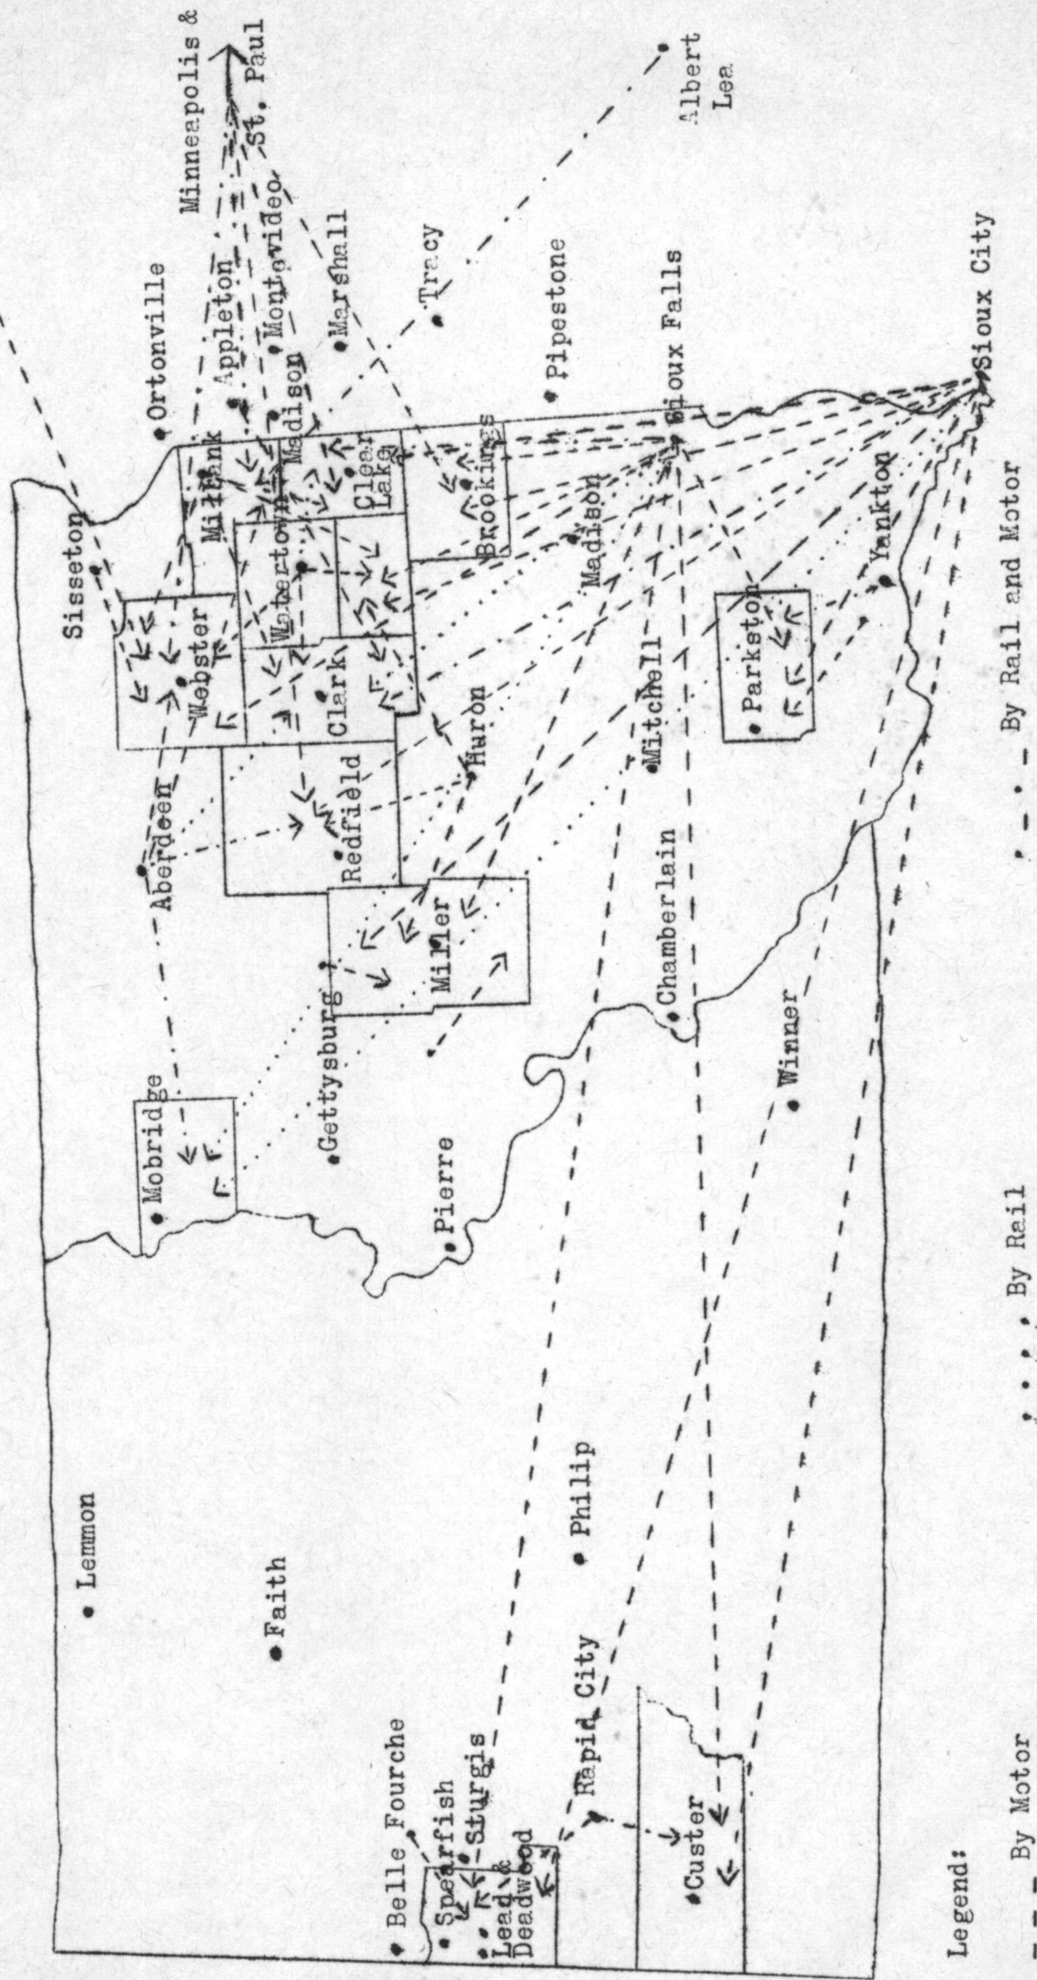 Minneapolis &
St. Paul
Ortonville
Appleton
Montevideo
Madison
Marshall
Tracy
Albert
Lea
Pipestone
Sioux Falls
Sioux City
Sisseton
Milbank
Webster
Watertown
Clear
Lake
Brookings
Clark
Aberdeen
Redfield
Huron
Madison
Mitchell
Parkston
Yankton
Mobridge
Gettysburg
Miller
Pierre
Chamberlain
Winner
Lemmon
Faith
Philip
Belle Fourche
Spearfish
Sturgis
Lead &
Deadwood
Rapid City
Custer
Legend:
By Motor
By Rail
By Rail and Motor